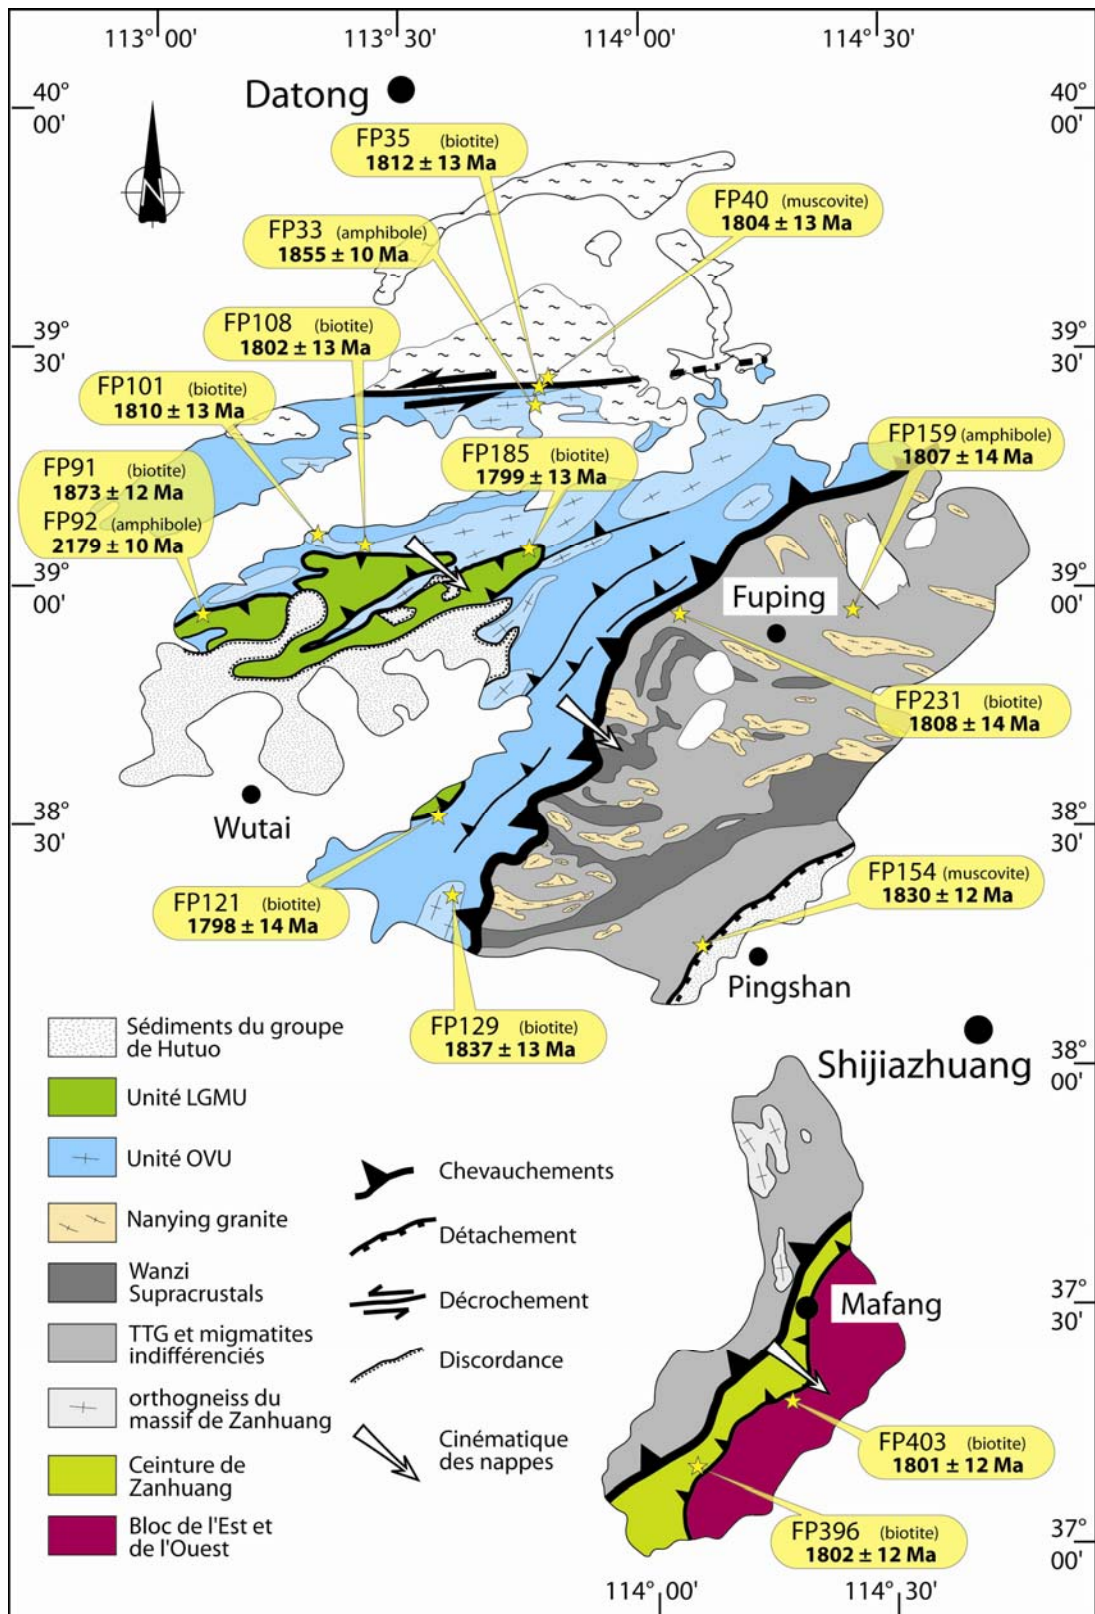 113° 00'
113° 30'
114° 00'
114° 30'
40°
00'
40°
00'
Datong
N
FP35 (biotite)
1812 ± 13 Ma
FP40 (muscovite)
1804 ± 13 Ma
FP33 (amphibole)
1855 ± 10 Ma
FP108 (biotite)
1802 ± 13 Ma
39°
30'
39°
30'
FP101 (biotite)
1810 ± 13 Ma
FP185 (biotite)
1799 ± 13 Ma
FP159 (amphibole)
1807 ± 14 Ma
FP91 (biotite)
1873 ± 12 Ma
FP92 (amphibole)
2179 ± 10 Ma
39°
00'
39°
00'
Fuping
FP231 (biotite)
1808 ± 14 Ma
Wutai
38°
30'
38°
30'
FP121 (biotite)
1798 ± 14 Ma
FP154 (muscovite)
1830 ± 12 Ma
Pingshan
FP129 (biotite)
1837 ± 13 Ma
Shijiazhuang
38°
00'
Sédiments du groupe
de Hutuo
Unité LGMU
Unité OVU
Nanying granite
Wanzi
Supracrustals
TTG et migmatites
indifférenciés
orthogneiss du
massif de Zanhuang
Ceinture de
Zanhuang
Bloc de l'Est et
de l'Ouest
Chevauchements
Détachement
Décrochement
Discordance
Cinématique
des nappes
37°
30'
Mafang
FP403 (biotite)
1801 ± 12 Ma
FP396 (biotite)
1802 ± 12 Ma
37°
00'
114° 00'
114° 30'